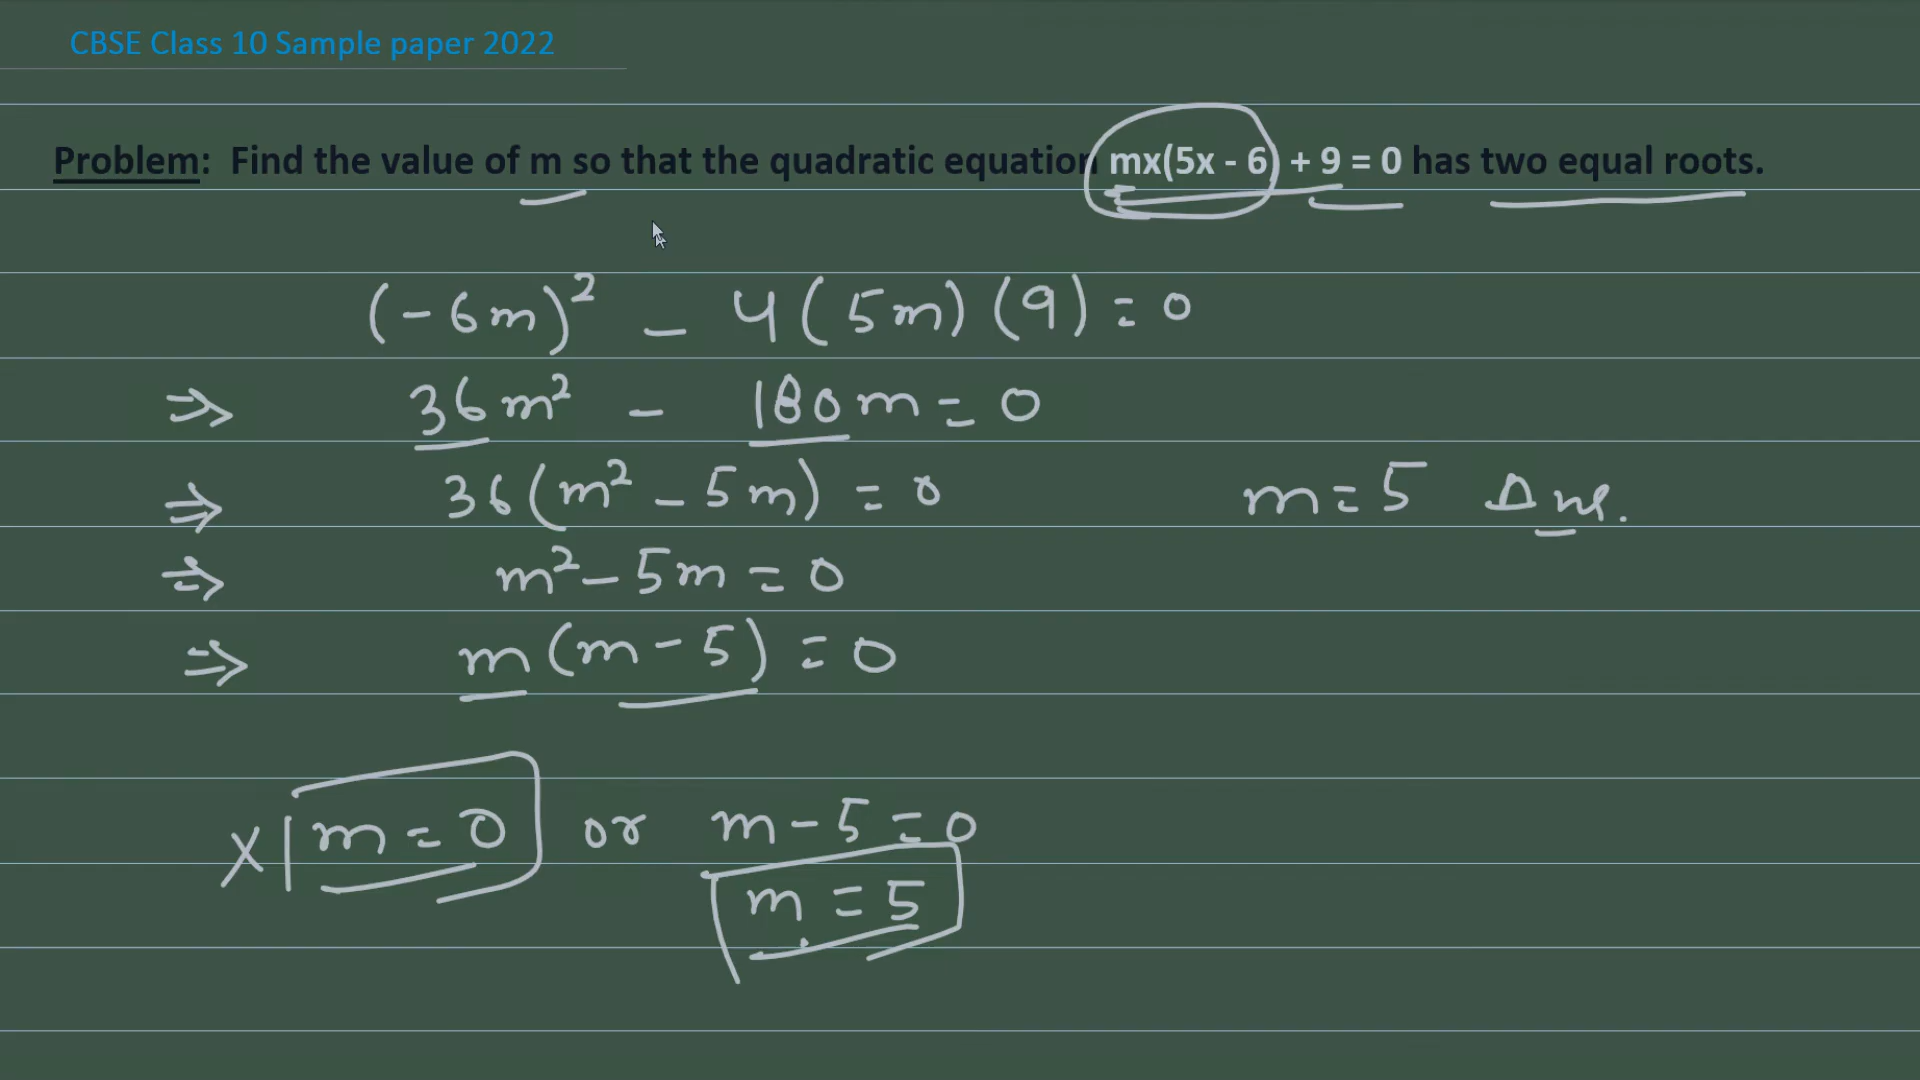 CBSE Class 10 Sample paper 2022
Problem: Find the value of m so that the quadratic equation mx(5x - 6) + 9 = 0 has two equal roots.
(-6m)² - 4(5m)(9) = 0
⇒ 36m² - 180m = 0
⇒ 36(m² - 5m) = 0
m = 5 Ans.
⇒ m² - 5m = 0
⇒ m(m - 5) = 0
X | m = 0 or m - 5 = 0
m = 5